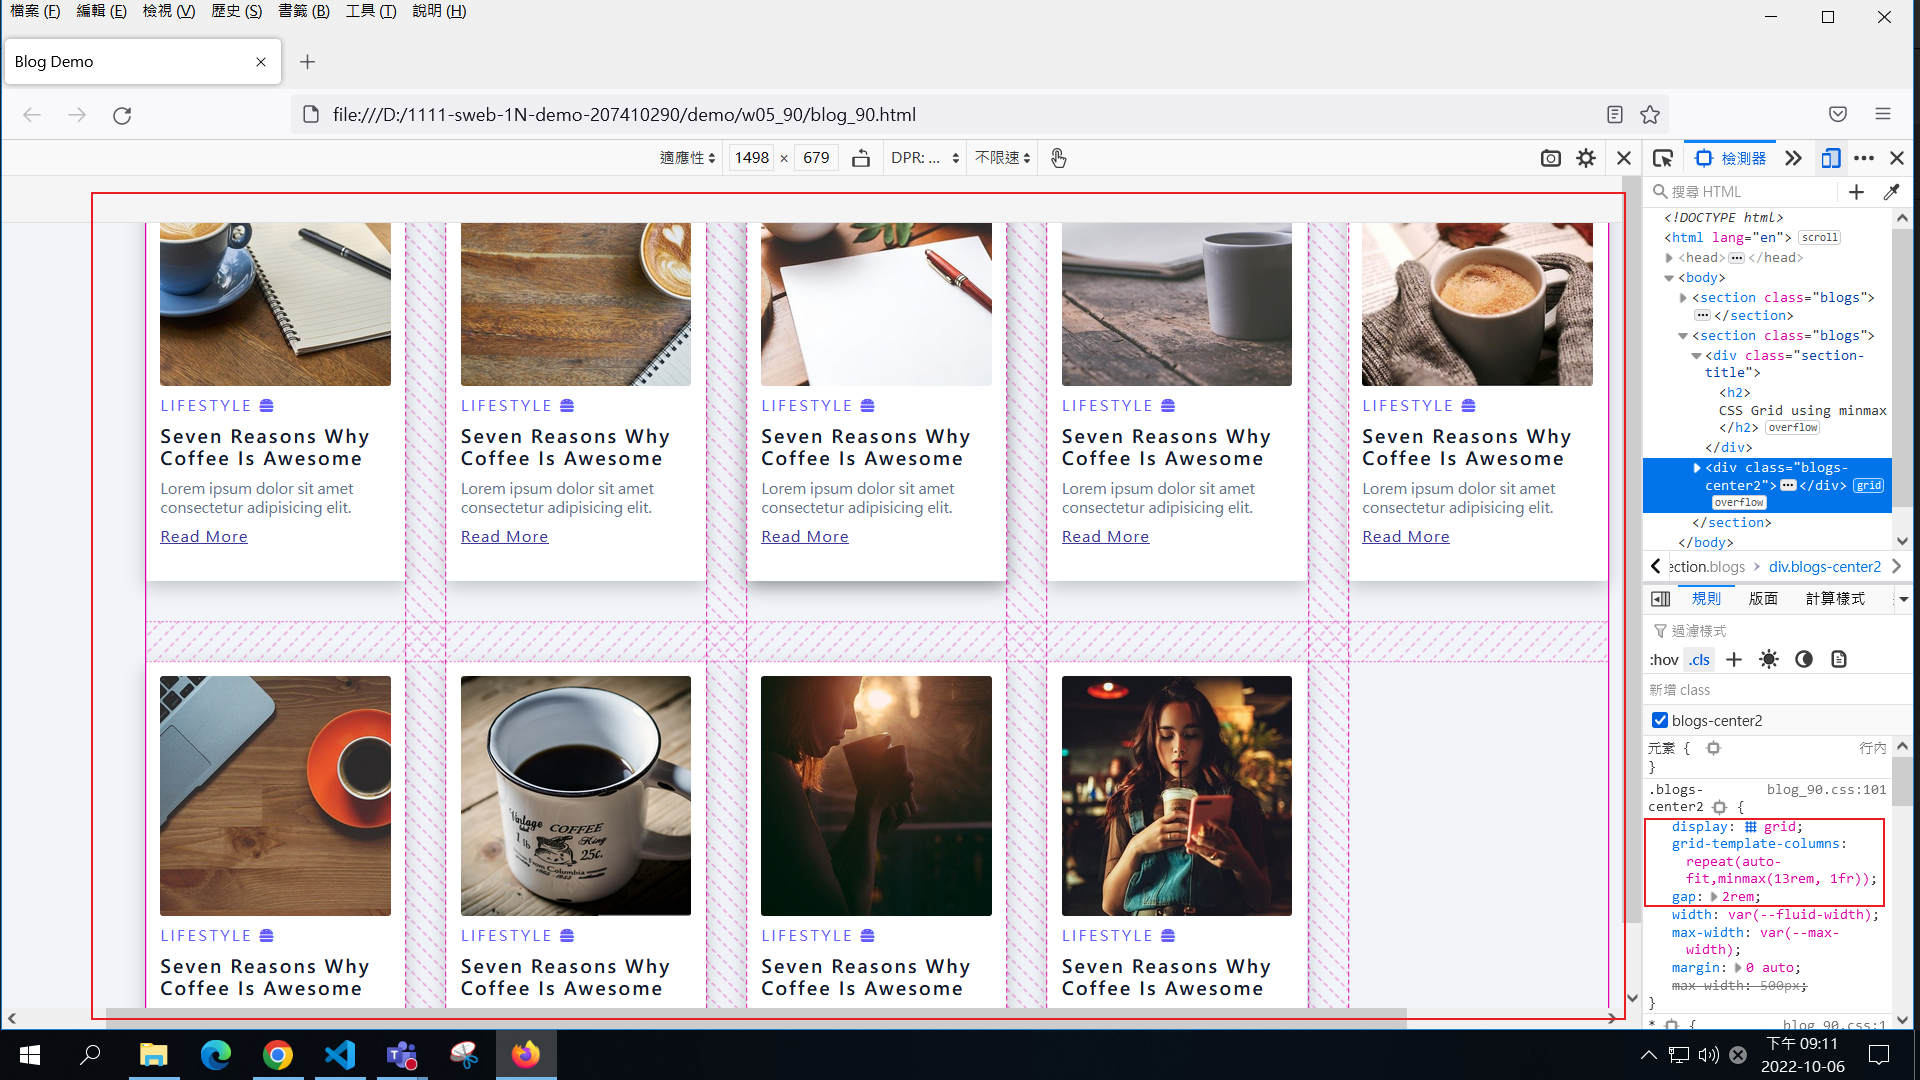 檔案 (F) 編輯 (E) 檢視 (V) 歷史 (S) 書籤 (B) 工具 (T) 說明 (H)
Blog Demo
file:///D:/1111-sweb-1N-demo-207410290/demo/w05_90/blog_90.html
適應性 1498 × 679 DPR: ... 不限速
檢測器
搜尋 HTML
<!DOCTYPE html>
<html lang="en"> scroll
<head> ••• </head>
<body>
<section class="blogs">
••• </section>
<section class="blogs">
<div class="section-
title">
<h2>
CSS Grid using minmax
</h2> overflow
</div>
<div class="blogs-
center2"> ••• </div> grid
overflow
</section>
</body>
ection.blogs > div.blogs-center2
規則 版面 計算樣式
過濾樣式
:hov .cls
新增 class
blogs-center2
元素 { 行內
}
.blogs- blog_90.css:101
center2 {
display: grid;
grid-template-columns:
repeat(auto-
fit,minmax(13rem, 1fr));
gap: 2rem;
width: var(--fluid-width);
max-width: var(--max-
width);
margin: 0 auto;
max-width: 500px;
}
* { blog_90.css:1
LIFESTYLE LIFESTYLE LIFESTYLE LIFESTYLE LIFESTYLE
Seven Reasons Why Seven Reasons Why Seven Reasons Why Seven Reasons Why Seven Reasons Why
Coffee Is Awesome Coffee Is Awesome Coffee Is Awesome Coffee Is Awesome Coffee Is Awesome
Lorem ipsum dolor sit amet Lorem ipsum dolor sit amet Lorem ipsum dolor sit amet Lorem ipsum dolor sit amet Lorem ipsum dolor sit amet
consectetur adipisicing elit. consectetur adipisicing elit. consectetur adipisicing elit. consectetur adipisicing elit. consectetur adipisicing elit.
Read More Read More Read More Read More Read More
Vintage
COFFEE
1 lb King
25c.
From Columbia
LIFESTYLE LIFESTYLE LIFESTYLE LIFESTYLE
Seven Reasons Why Seven Reasons Why Seven Reasons Why Seven Reasons Why
Coffee Is Awesome Coffee Is Awesome Coffee Is Awesome Coffee Is Awesome
下午 09:11
2022-10-06